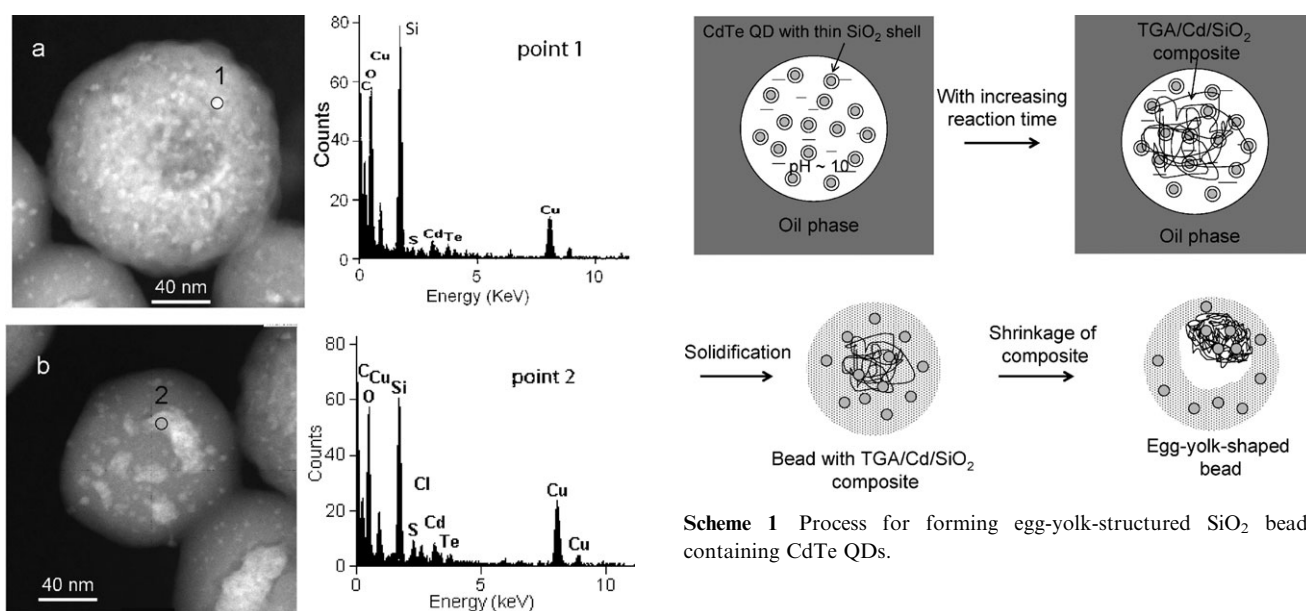 a
1
40 nm
80
60
40
20
0
Counts
C
O
Cu
Si
point 1
S
Cd
Te
Cu
0
5
10
Energy (KeV)
b
2
40 nm
80
60
40
20
0
Counts
C
Cu
O
Si
point 2
Cl
S
Cd
Te
Cu
Cu
0
5
10
Energy (keV)
CdTe QD with thin SiO₂ shell
pH ~ 10
Oil phase
With increasing
reaction time
TGA/Cd/SiO₂
composite
Oil phase
Solidification
Bead with TGA/Cd/SiO₂
composite
Shrinkage of
composite
Egg-yolk-shaped
bead
Scheme 1 Process for forming egg-yolk-structured SiO₂ bead
containing CdTe QDs.